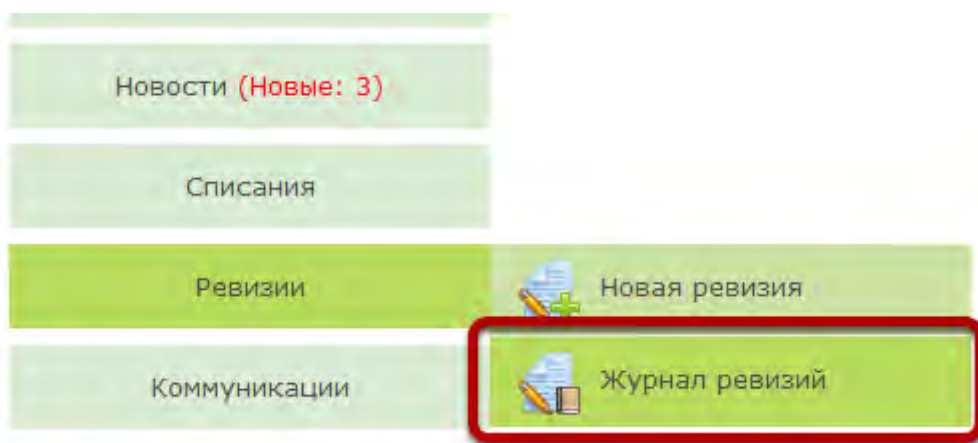 Новости (Новые: 3)
Списания
Ревизии
Новая ревизия
Журнал ревизий
Коммуникации